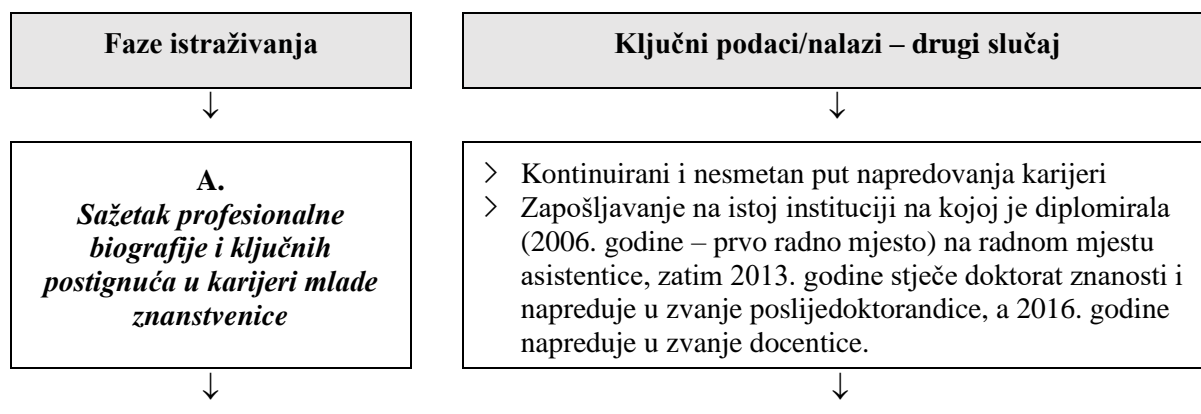 Faze istraživanja
Ključni podaci/nalazi – drugi slučaj
A.
Sažetak profesionalne
biografije i ključnih
postignuća u karijeri mlade
znanstvenice
Kontinuirani i nesmetan put napredovanja karijeri
Zapošljavanje na istoj instituciji na kojoj je diplomirala
(2006. godine – prvo radno mjesto) na radnom mjestu
asistentice, zatim 2013. godine stječe doktorat znanosti i
napreduje u zvanje poslijedoktorandice, a 2016. godine
napreduje u zvanje docentice.